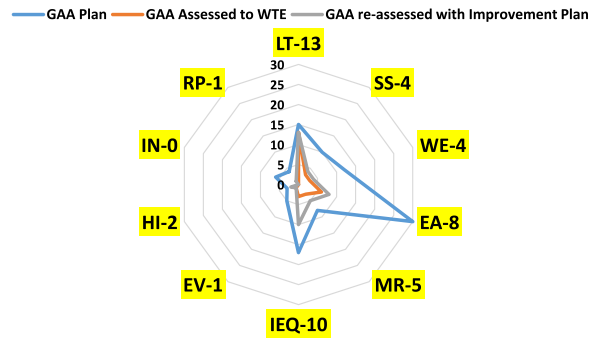 GAA Plan GAA Assessed to WTE GAA re-assessed with Improvement Plan
LT-13
30
RP-1
SS-4
25
20
15
IN-0
WE-4
10
5
0
HI-2
EA-8
EV-1
MR-5
IEQ-10